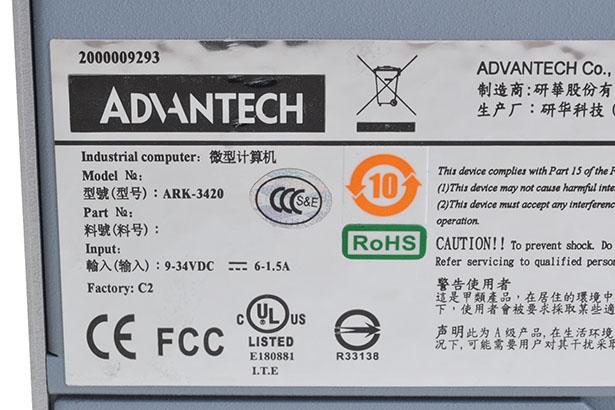 2000009293
ADVANTECH
ADVANTECH Co.,
制造商:研華股份有
生产厂:研华科技 (
Industrial computer: 微型计算机
Model №:
型號(型号): ARK-3420
Part №:
料號(料号):
Input:
輸入(输入): 9-34VDC ⎓ 6-1.5A
Factory: C2
CCC S&E
10
RoHS
This device complies with Part 15 of the F
(1)This device may not cause harmful inte
(2)This device must accept any interferenc
operation.
CAUTION!! To prevent shock. Do
Refer servicing to qualified person
警告使用者
這是甲類產品,在居住的環境中
下,使用者會被要求採取某些適
声明此为 A 级产品,在生活环境
况下,可能需要用户对其干扰采取
CE FCC
C UL US
LISTED
E180881
I.T.E
R33138